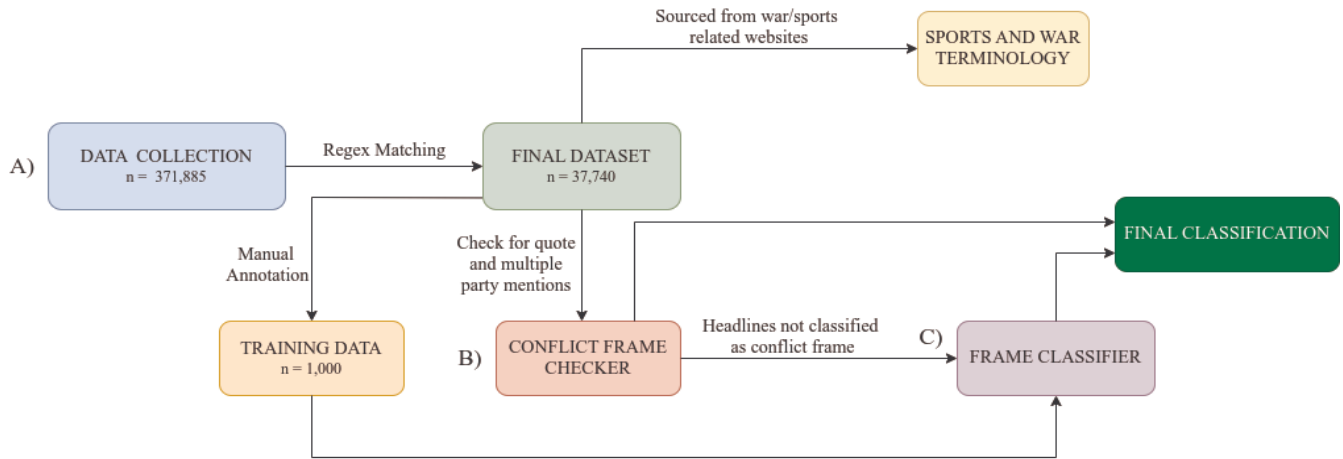 Sourced from war/sports
related websites
SPORTS AND WAR
TERMINOLOGY
A)
DATA COLLECTION
n = 371,885
Regex Matching
FINAL DATASET
n = 37,740
Manual
Annotation
Check for quote
and multiple
party mentions
FINAL CLASSIFICATION
TRAINING DATA
n = 1,000
B)
CONFLICT FRAME
CHECKER
Headlines not classified
as conflict frame
C)
FRAME CLASSIFIER